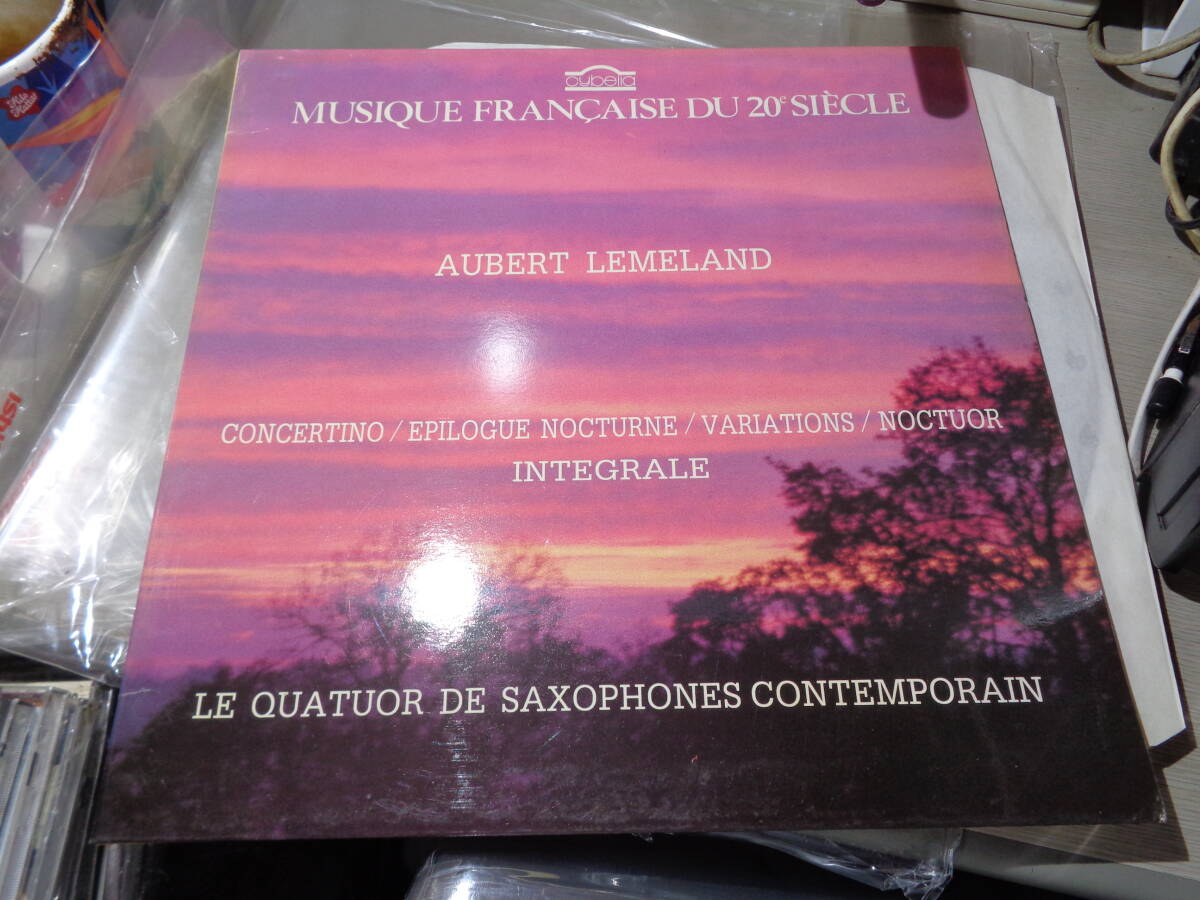 cybelia
MUSIQUE FRANÇAISE DU 20e SIÈCLE
AUBERT LEMELAND
CONCERTINO / EPILOGUE NOCTURNE / VARIATIONS / NOCTUOR
INTEGRALE
LE QUATUOR DE SAXOPHONES CONTEMPORAIN